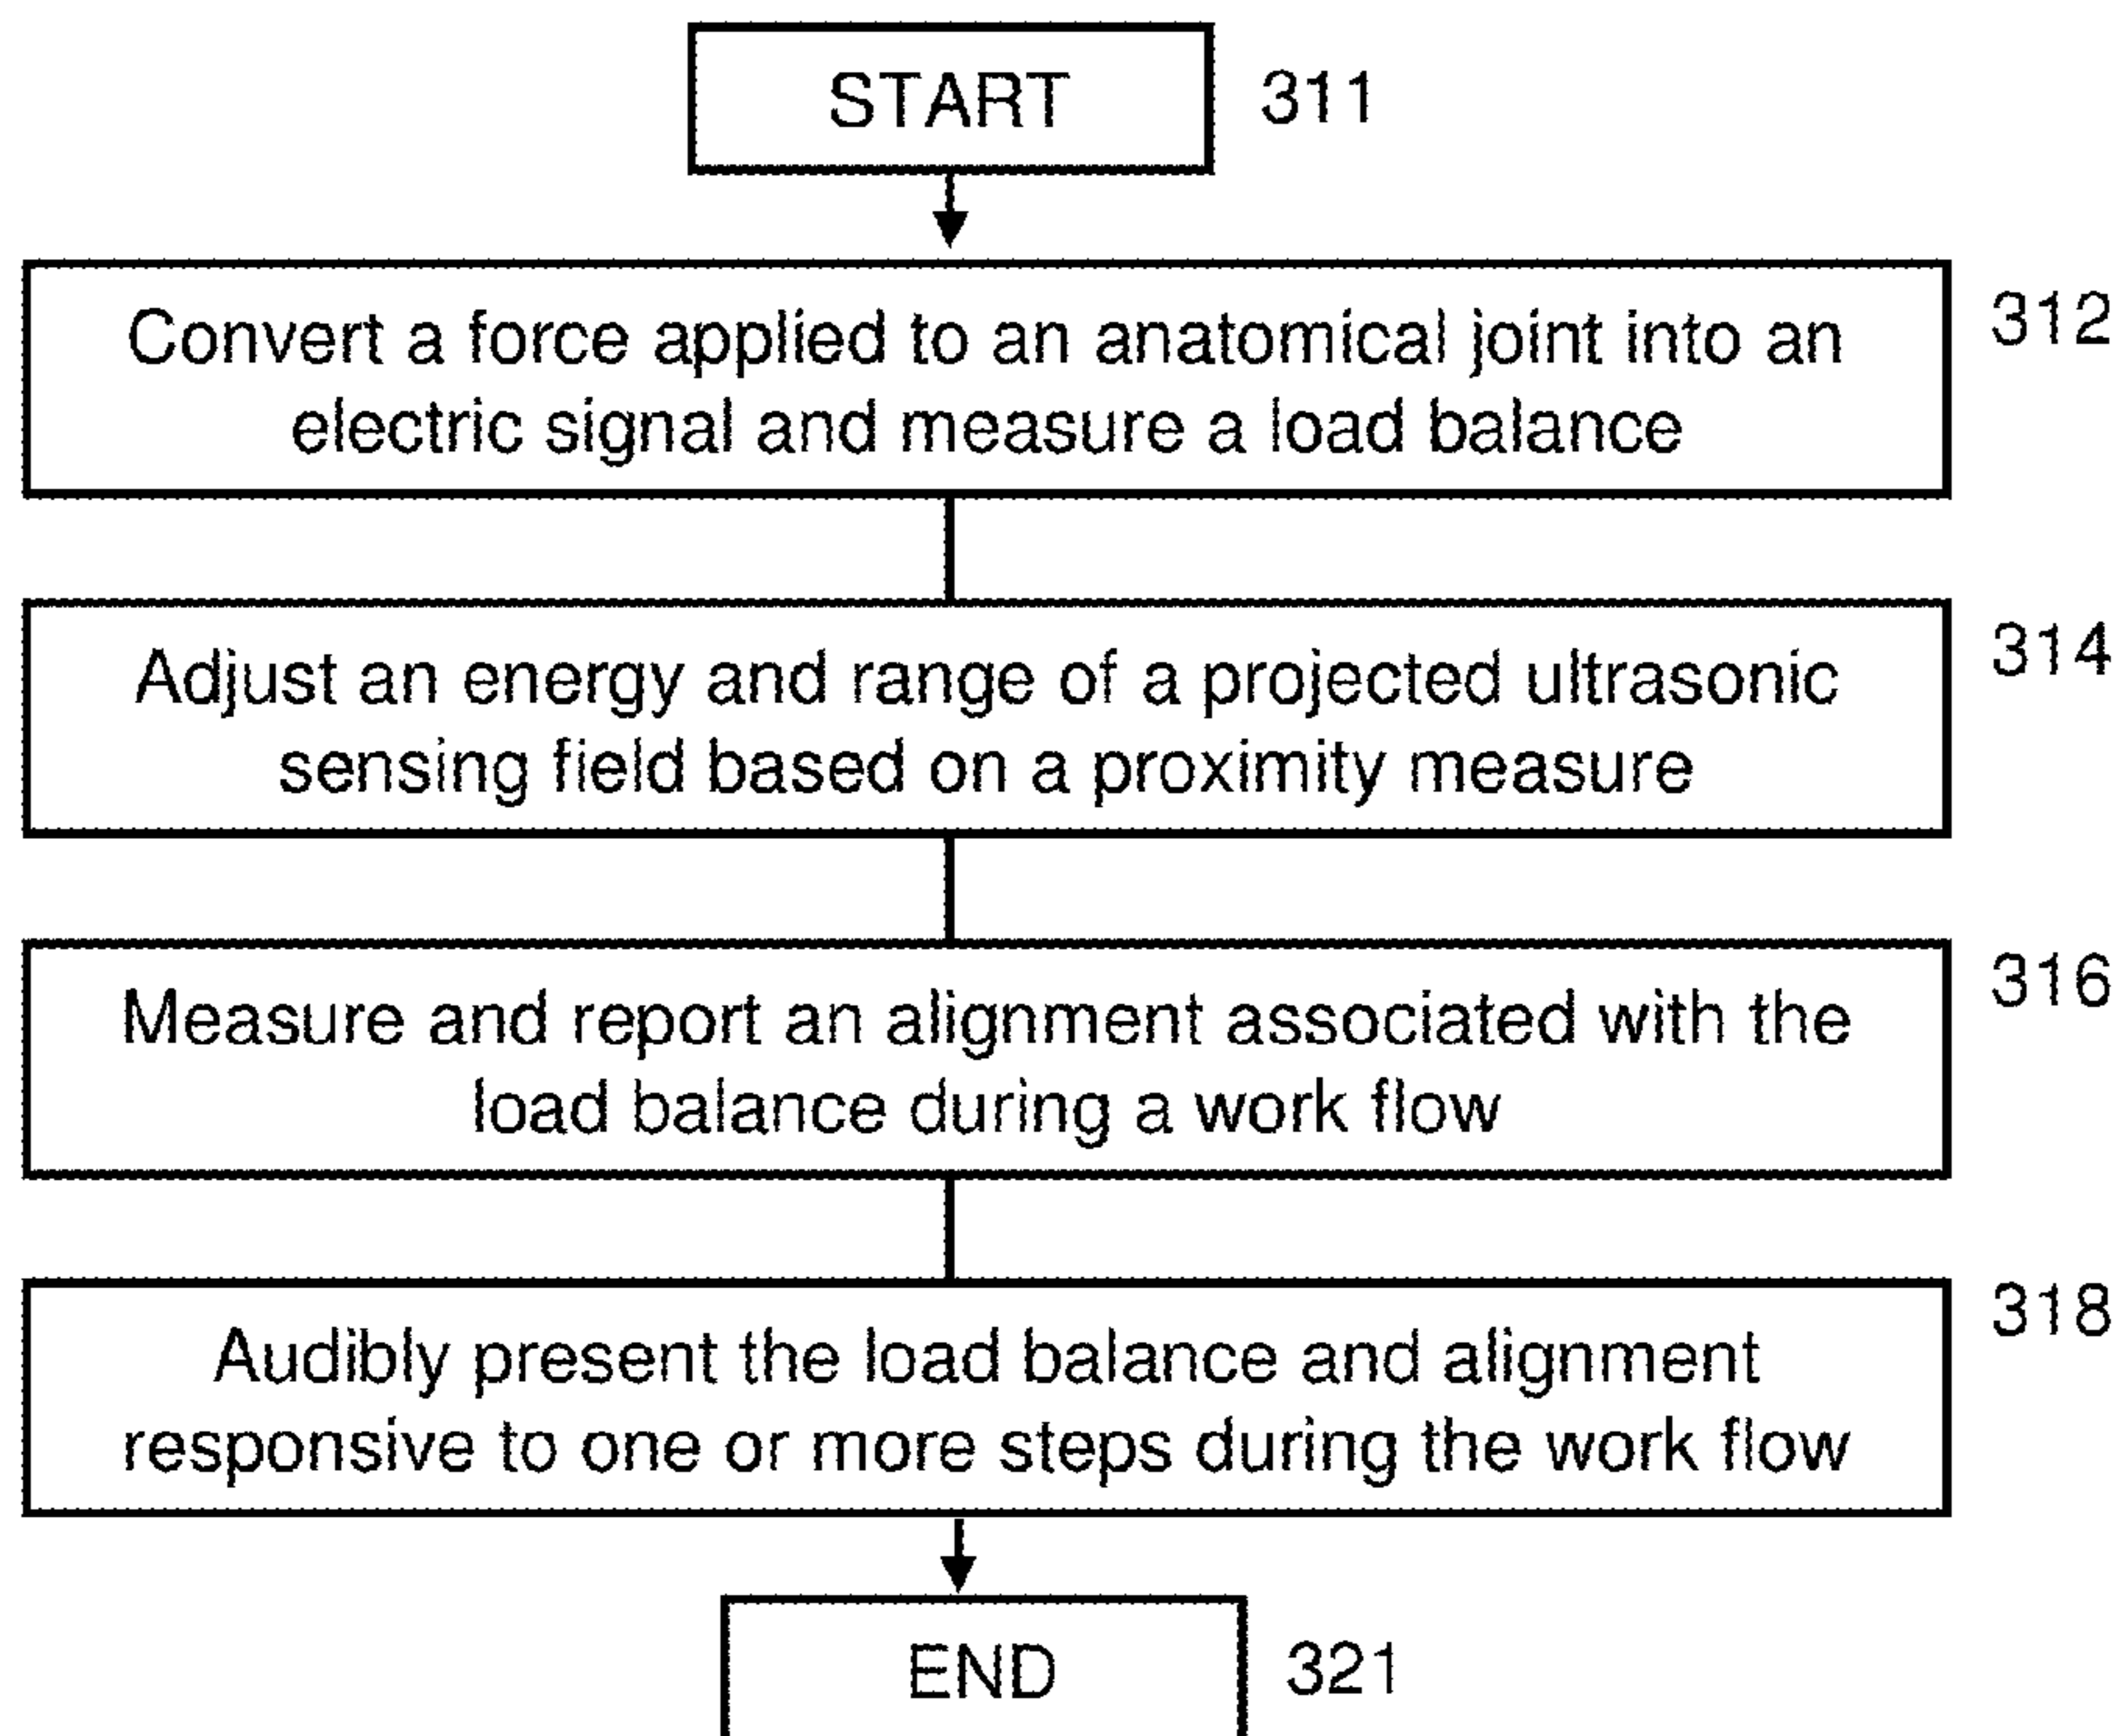 START
311
Convert a force applied to an anatomical joint into an
electric signal and measure a load balance
312
Adjust an energy and range of a projected ultrasonic
sensing field based on a proximity measure
314
Measure and report an alignment associated with the
load balance during a work flow
316
Audibly present the load balance and alignment
responsive to one or more steps during the work flow
318
END
321